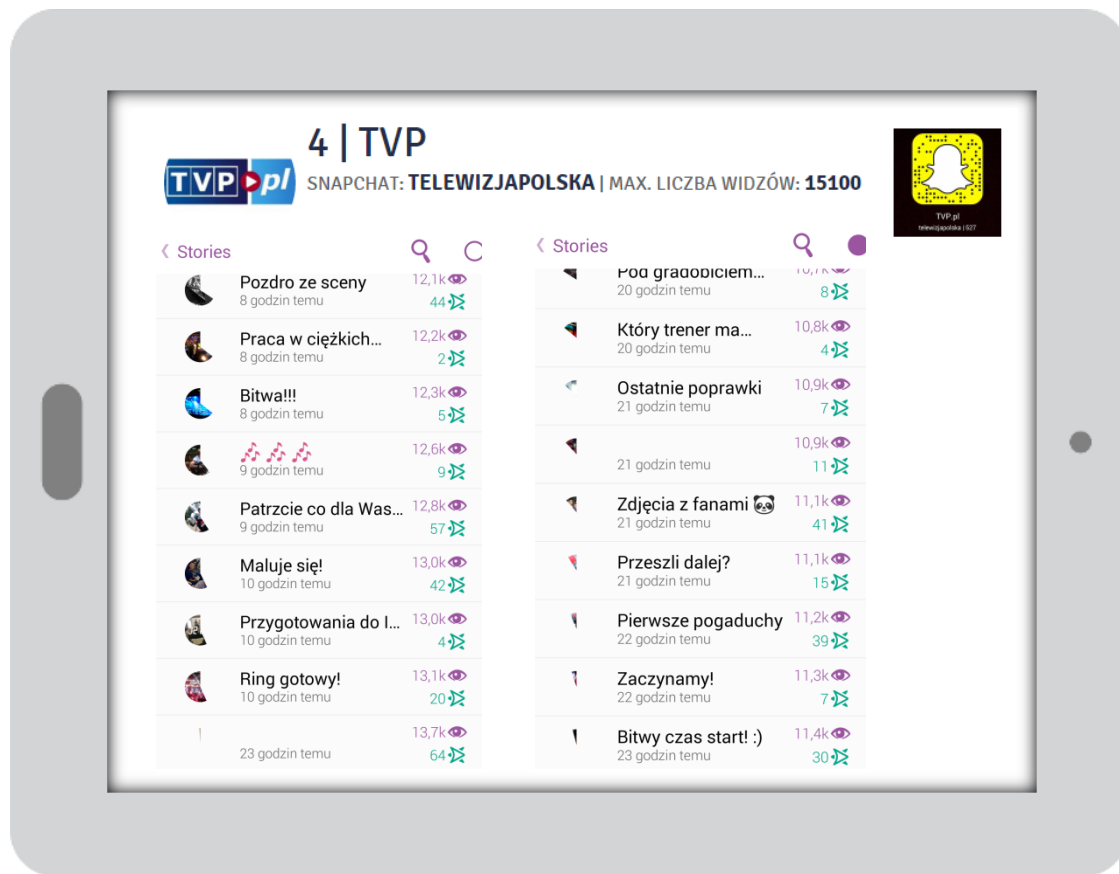 4 | TVP
TVP pl
SNAPCHAT: TELEWIZJAPOLSKA | MAX. LICZBA WIDZÓW: 15100
TVP.pl
telewizjapolska | 527
Stories
Pozdro ze sceny 12,1k
8 godzin temu 44
Praca w ciężkich... 12,2k
8 godzin temu 2
Bitwa!!! 12,3k
8 godzin temu 5
🎶 🎶 🎶 12,6k
9 godzin temu 9
Patrzcie co dla Was... 12,8k
9 godzin temu 57
Maluje się! 13,0k
10 godzin temu 42
Przygotowania do I... 13,0k
10 godzin temu 4
Ring gotowy! 13,1k
10 godzin temu 20
13,7k
23 godzin temu 64
Stories
Pod gradobiciem... 10,7k
20 godzin temu 8
Który trener ma... 10,8k
20 godzin temu 4
Ostatnie poprawki 10,9k
21 godzin temu 7
10,9k
21 godzin temu 11
Zdjęcia z fanami 🐼 11,1k
21 godzin temu 41
Przeszli dalej? 11,1k
21 godzin temu 15
Pierwsze pogaduchy 11,2k
22 godzin temu 39
Zaczynamy! 11,3k
22 godzin temu 7
Bitwy czas start! :) 11,4k
23 godzin temu 30